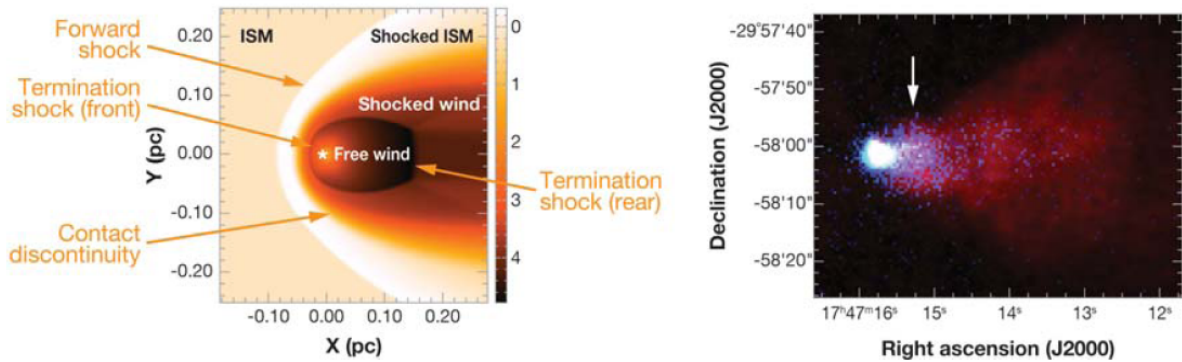 Forward
shock
Termination
shock (front)
Contact
discontinuity
Y (pc)
0.20
0.10
0.00
-0.10
-0.20
ISM
Shocked ISM
Shocked wind
Free wind
-0.10
0.00
0.10
0.20
X (pc)
0
1
2
3
4
Termination
shock (rear)
Declination (J2000)
-29°57'40"
-57'50"
-58'00"
-58'10"
-58'20"
17ʰ47ᵐ16ˢ
15ˢ
14ˢ
13ˢ
12ˢ
Right ascension (J2000)